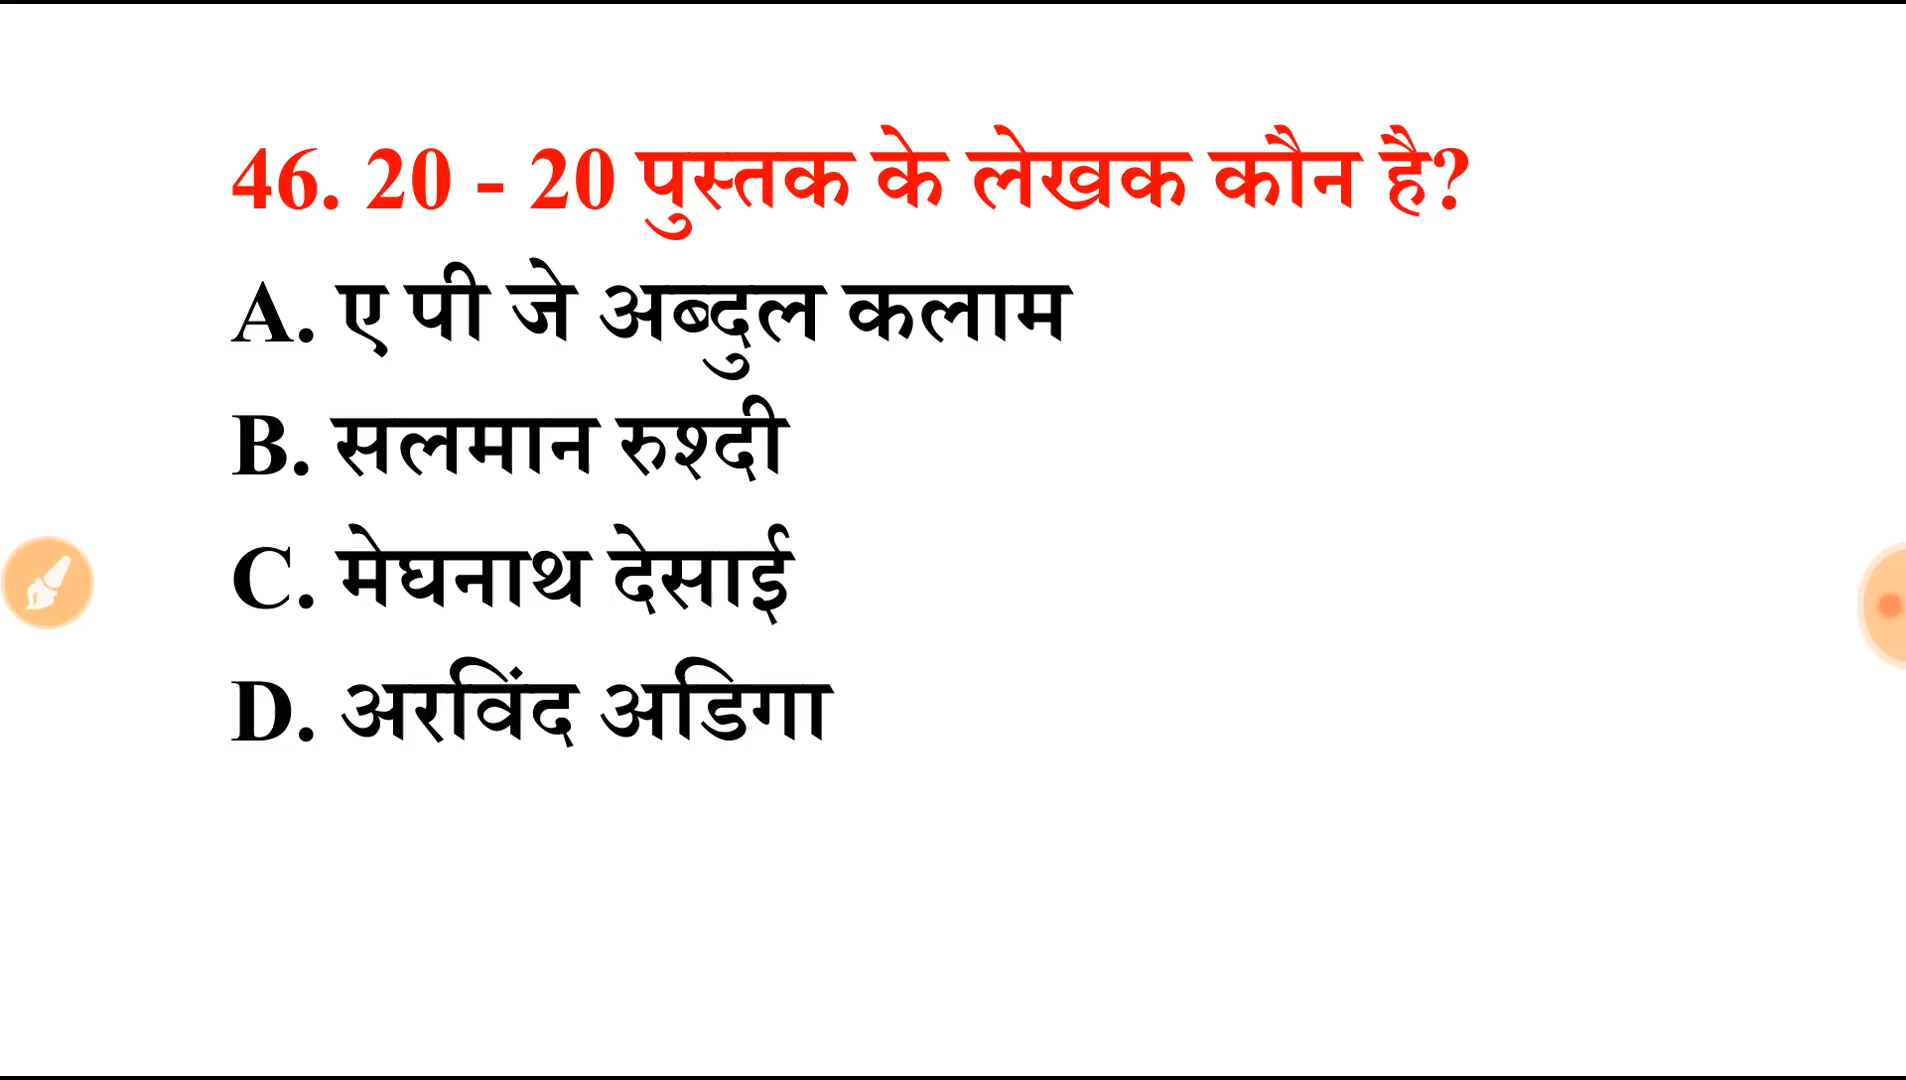 46. 20 - 20 पुस्तक के लेखक कौन है?
A. ए पी जे अब्दुल कलाम
B. सलमान रुश्दी
C. मेघनाथ देसाई
D. अरविंद अडिगा